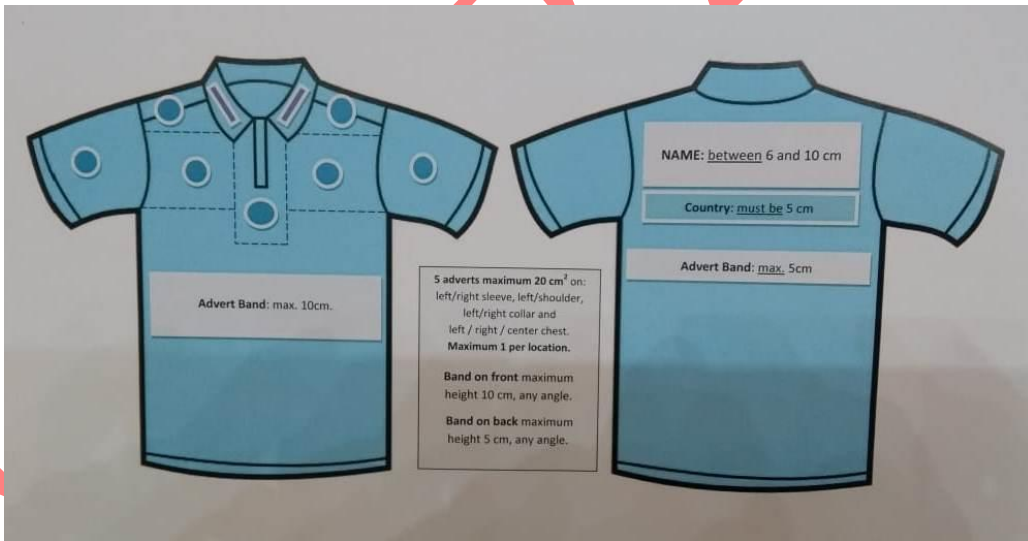 Advert Band: max. 10cm.
5 adverts maximum 20 cm² on:
left/right sleeve, left/shoulder,
left/right collar and
left / right / center chest.
Maximum 1 per location.
Band on front maximum
height 10 cm, any angle.
Band on back maximum
height 5 cm, any angle.
NAME: between 6 and 10 cm
Country: must be 5 cm
Advert Band: max. 5cm